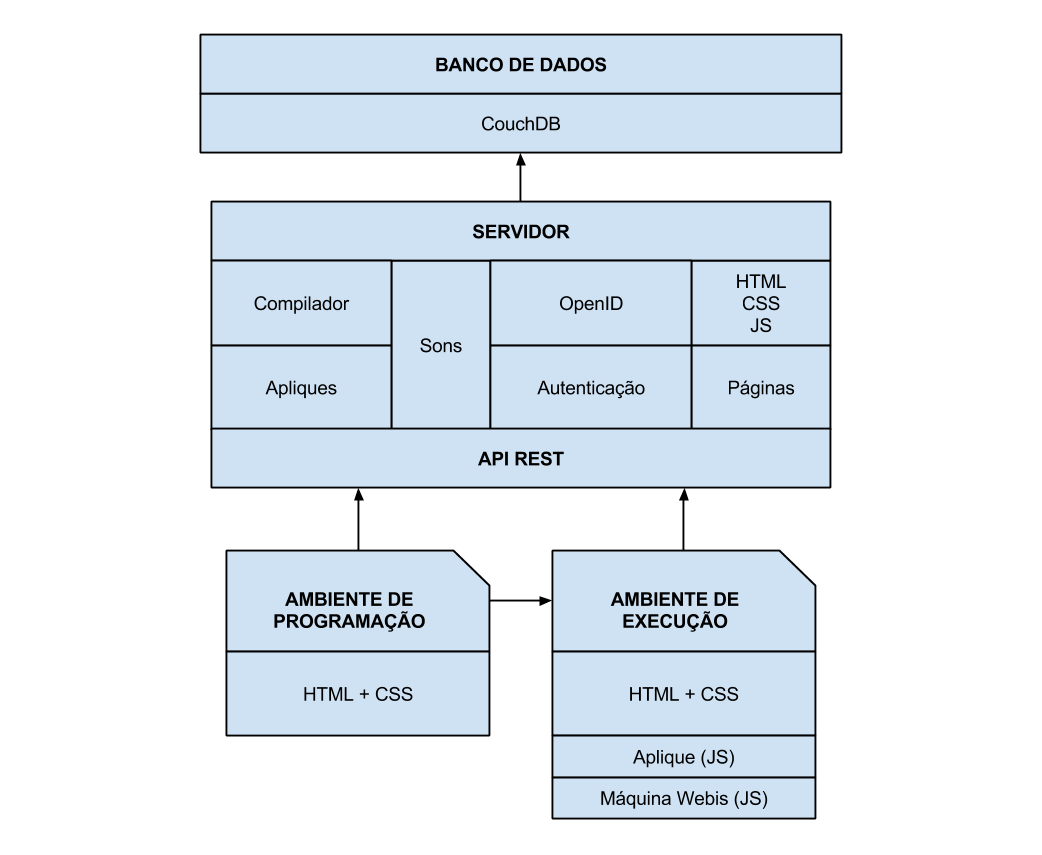 BANCO DE DADOS
CouchDB
SERVIDOR
Compilador
Sons
OpenID
HTML
CSS
JS
Apliques
Autenticação
Páginas
API REST
AMBIENTE DE
PROGRAMAÇÃO
HTML + CSS
AMBIENTE DE
EXECUÇÃO
HTML + CSS
Aplique (JS)
Máquina Webis (JS)